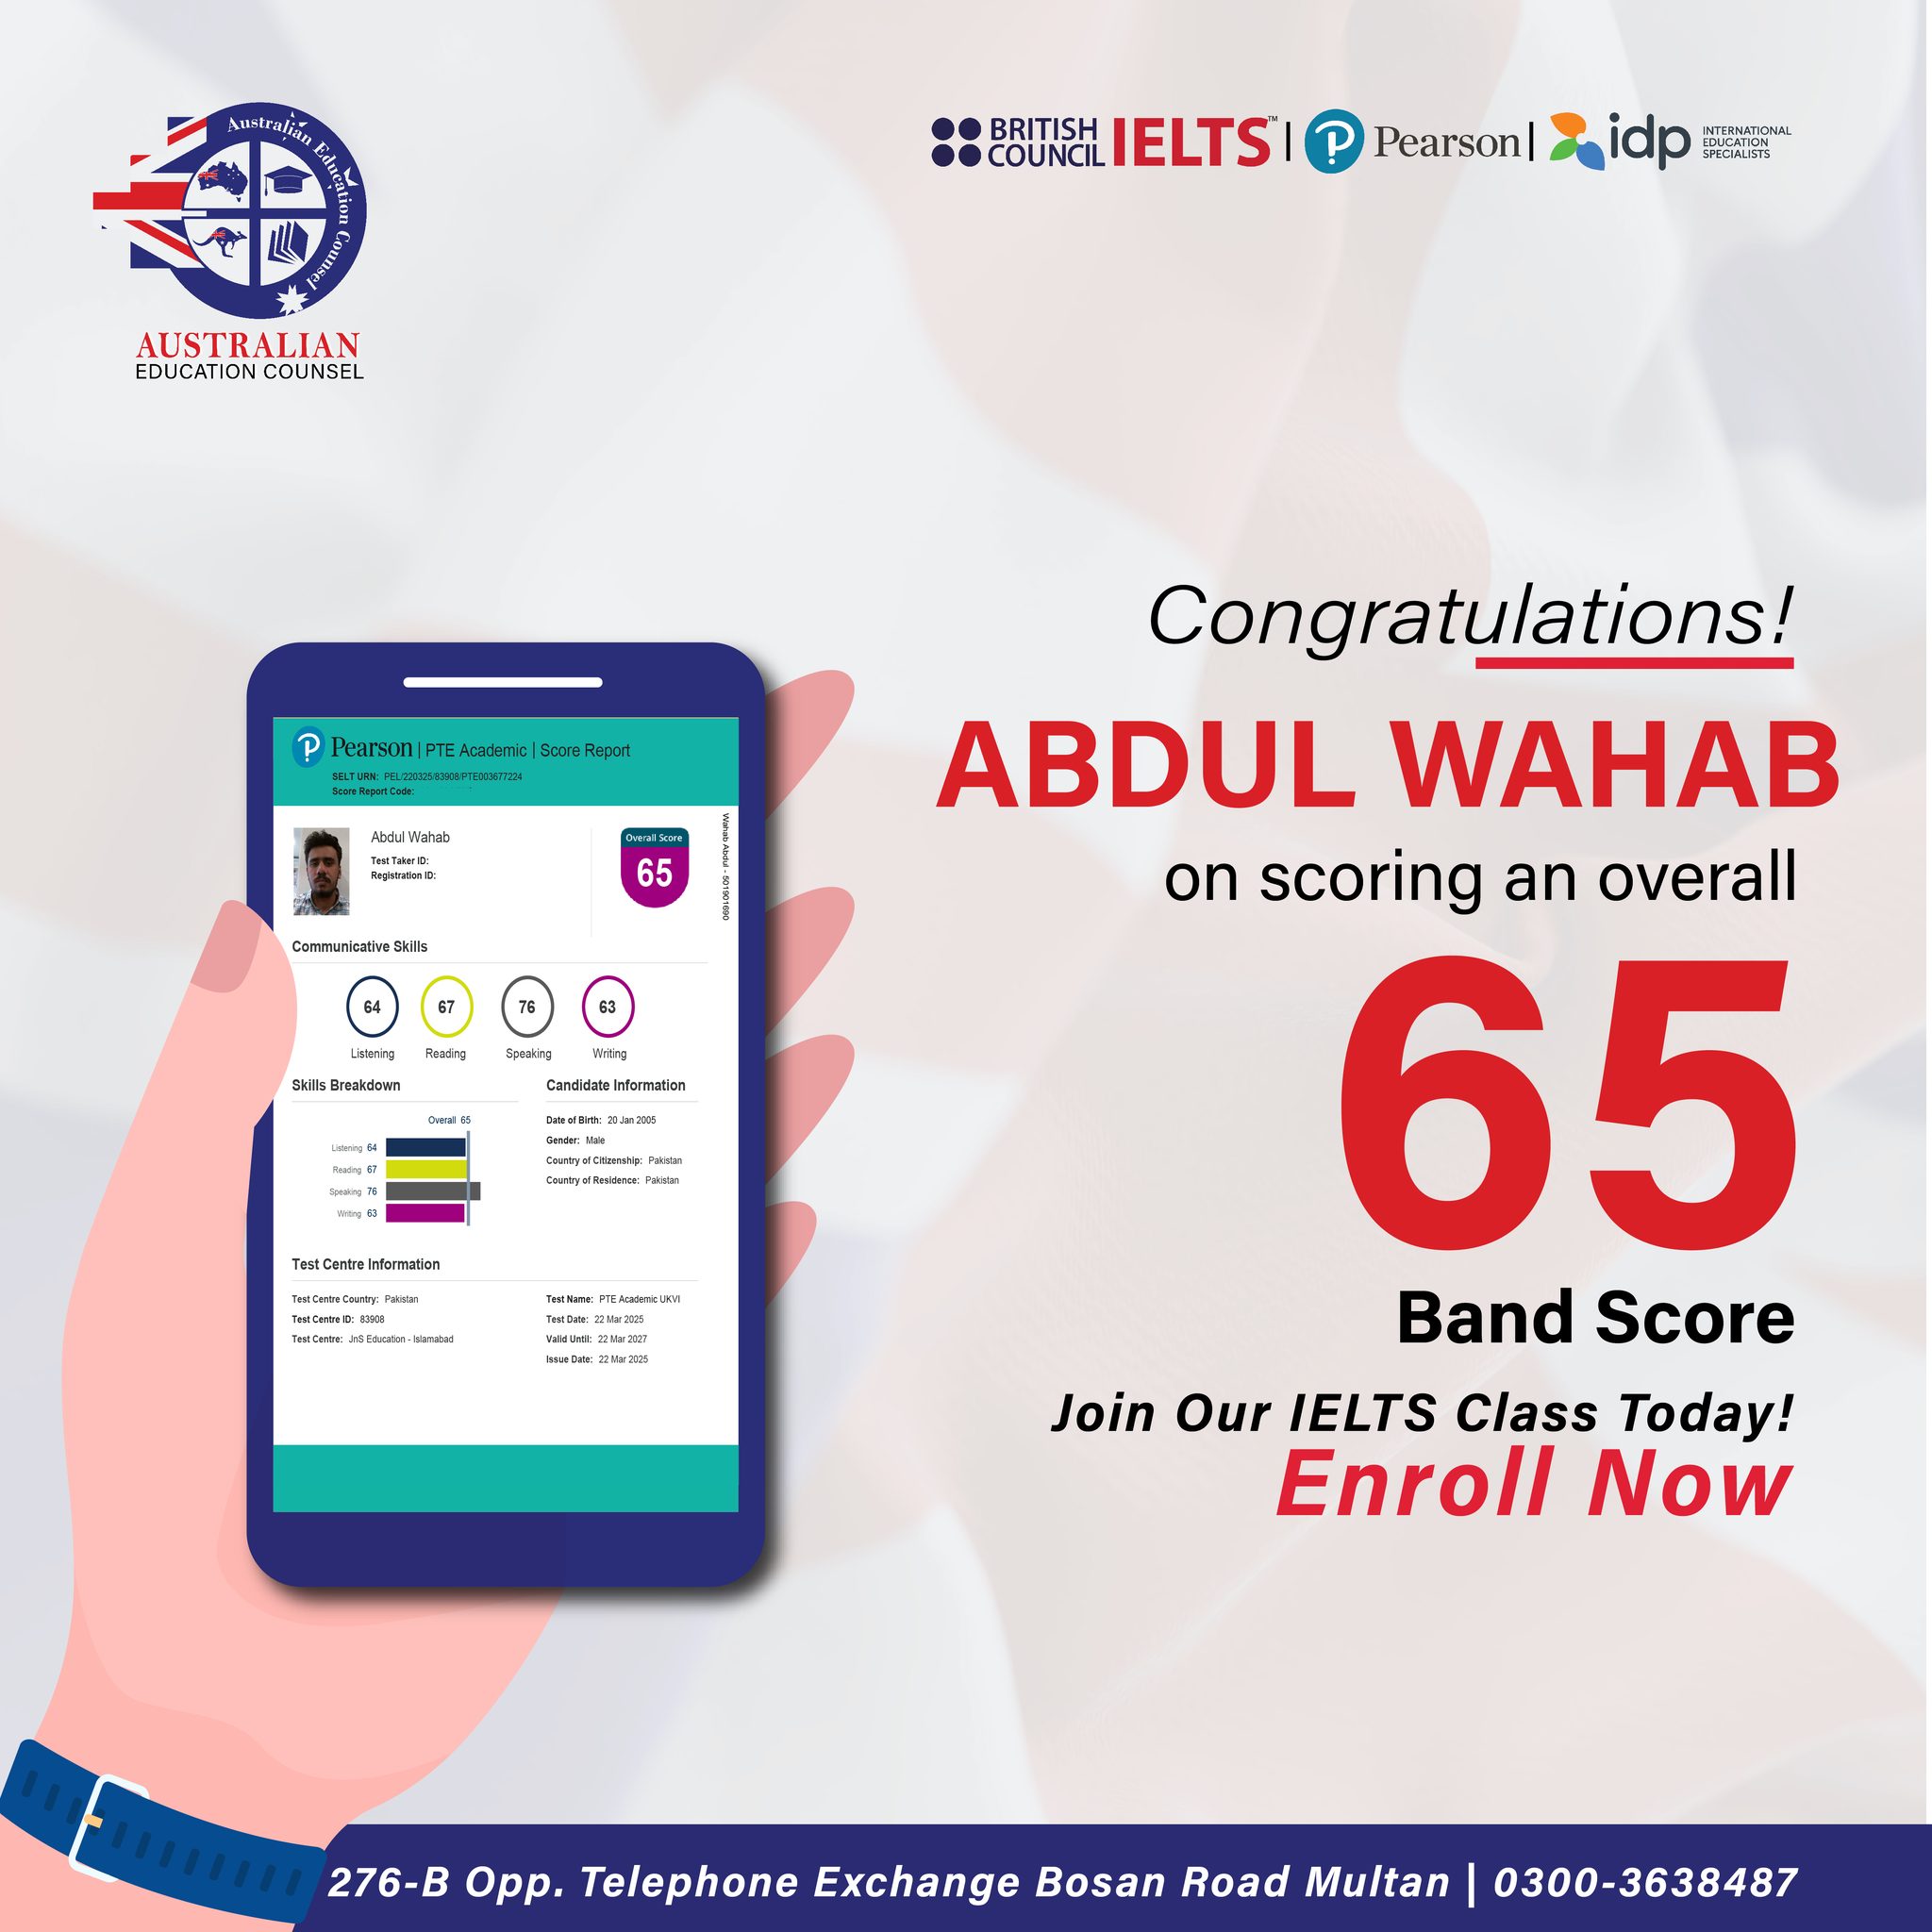 Australian Education Counsel
AUSTRALIAN
EDUCATION COUNSEL
BRITISH COUNCIL IELTS™ | Pearson | idp INTERNATIONAL EDUCATION SPECIALISTS
Congratulations!
ABDUL WAHAB
on scoring an overall
65
Band Score
Join Our IELTS Class Today!
Enroll Now
Pearson | PTE Academic | Score Report
SELT URN: PEL/220325/83908/PTE003677224
Score Report Code:
Abdul Wahab
Test Taker ID:
Registration ID:
Overall Score
65
Wahab Abdul - 501901690
Communicative Skills
64 67 76 63
Listening Reading Speaking Writing
Skills Breakdown
Overall 65
Listening 64
Reading 67
Speaking 76
Writing 63
Candidate Information
Date of Birth: 20 Jan 2005
Gender: Male
Country of Citizenship: Pakistan
Country of Residence: Pakistan
Test Centre Information
Test Centre Country: Pakistan
Test Centre ID: 83908
Test Centre: JnS Education - Islamabad
Test Name: PTE Academic UKVI
Test Date: 22 Mar 2025
Valid Until: 22 Mar 2027
Issue Date: 22 Mar 2025
276-B Opp. Telephone Exchange Bosan Road Multan | 0300-3638487